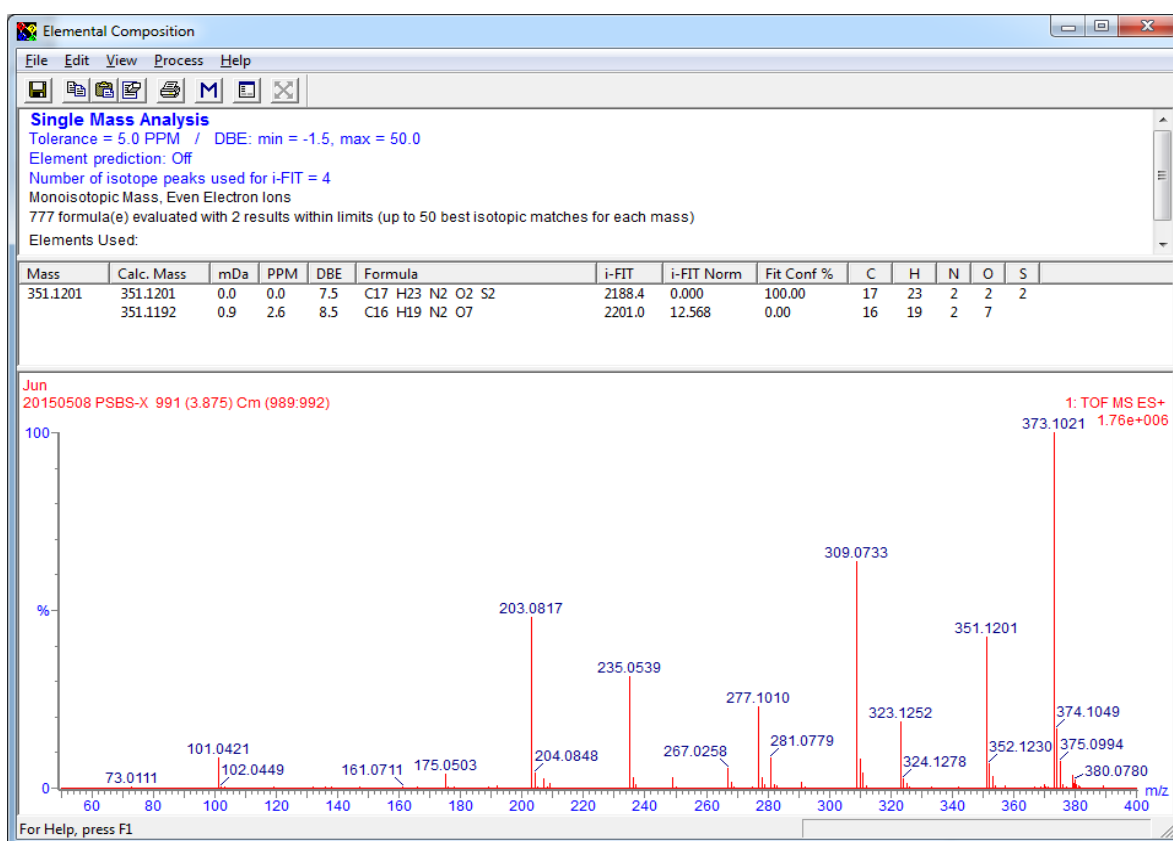 Elemental Composition
File Edit View Process Help
M
Single Mass Analysis
Tolerance = 5.0 PPM / DBE: min = -1.5, max = 50.0
Element prediction: Off
Number of isotope peaks used for i-FIT = 4
Monoisotopic Mass, Even Electron Ions
777 formula(e) evaluated with 2 results within limits (up to 50 best isotopic matches for each mass)
Elements Used:
Mass Calc. Mass mDa PPM DBE Formula i-FIT i-FIT Norm Fit Conf % C H N O S
351.1201 351.1201 0.0 0.0 7.5 C17 H23 N2 O2 S2 2188.4 0.000 100.00 17 23 2 2 2
351.1192 0.9 2.6 8.5 C16 H19 N2 O7 2201.0 12.568 0.00 16 19 2 7
Jun
20150508 PSBS-X 991 (3.875) Cm (989:992)
1: TOF MS ES+
1.76e+006
100
373.1021
309.0733
%
203.0817
351.1201
235.0539
277.1010
323.1252
374.1049
101.0421
281.0779
352.1230
375.0994
267.0258
204.0848
175.0503
324.1278
73.0111
102.0449
161.0711
380.0780
0
m/z
60 80 100 120 140 160 180 200 220 240 260 280 300 320 340 360 380 400
For Help, press F1